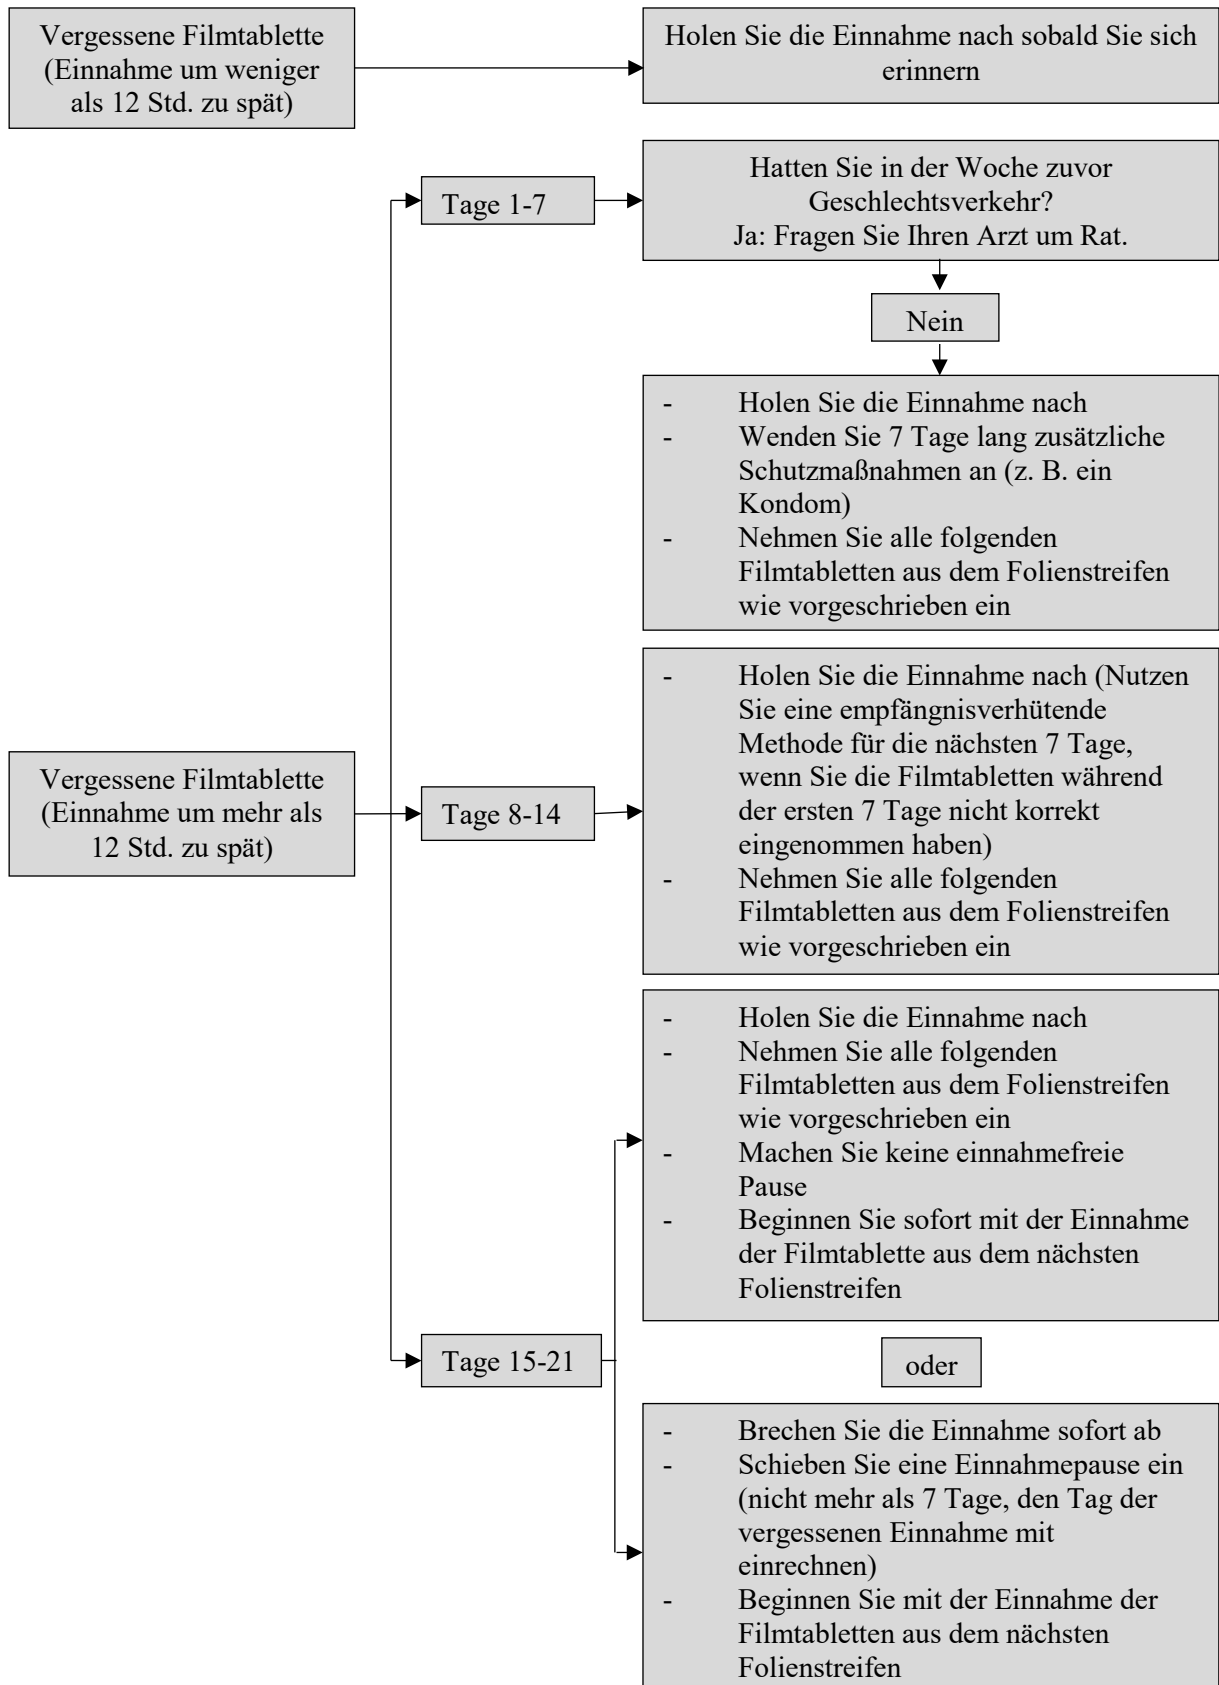 Vergessene Filmtablette
(Einnahme um weniger
als 12 Std. zu spät)
Holen Sie die Einnahme nach sobald Sie sich
erinnern
Tage 1-7
Hatten Sie in der Woche zuvor
Geschlechtsverkehr?
Ja: Fragen Sie Ihren Arzt um Rat.
Nein
- Holen Sie die Einnahme nach
- Wenden Sie 7 Tage lang zusätzliche
Schutzmaßnahmen an (z. B. ein
Kondom)
- Nehmen Sie alle folgenden
Filmtabletten aus dem Folienstreifen
wie vorgeschrieben ein
Vergessene Filmtablette
(Einnahme um mehr als
12 Std. zu spät)
Tage 8-14
- Holen Sie die Einnahme nach (Nutzen
Sie eine empfängnisverhütende
Methode für die nächsten 7 Tage,
wenn Sie die Filmtabletten während
der ersten 7 Tage nicht korrekt
eingenommen haben)
- Nehmen Sie alle folgenden
Filmtabletten aus dem Folienstreifen
wie vorgeschrieben ein
Tage 15-21
- Holen Sie die Einnahme nach
- Nehmen Sie alle folgenden
Filmtabletten aus dem Folienstreifen
wie vorgeschrieben ein
- Machen Sie keine einnahmefreie
Pause
- Beginnen Sie sofort mit der Einnahme
der Filmtablette aus dem nächsten
Folienstreifen
oder
- Brechen Sie die Einnahme sofort ab
- Schieben Sie eine Einnahmepause ein
(nicht mehr als 7 Tage, den Tag der
vergessenen Einnahme mit
einrechnen)
- Beginnen Sie mit der Einnahme der
Filmtabletten aus dem nächsten
Folienstreifen